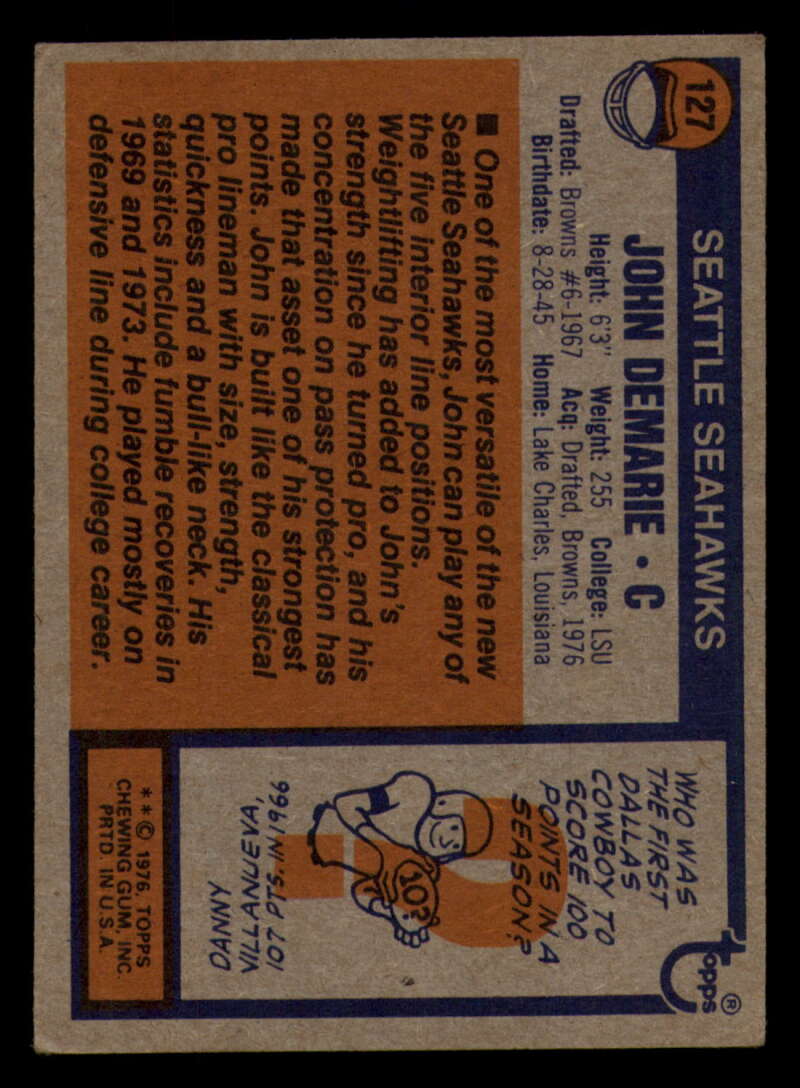 127
SEATTLE SEAHAWKS
JOHN DEMARIE • C
Height: 6'3" Weight: 255 College: LSU
Drafted: Browns #6-1967 Acq: Drafted, Browns, 1976
Birthdate: 8-28-45 Home: Lake Charles, Louisiana
■ One of the most versatile of the new
Seattle Seahawks, John can play any of
the five interior line positions.
Weightlifting has added to John's
strength since he turned pro, and his
concentration on pass protection has
made that asset one of his strongest
points. John is built like the classical
pro lineman with size, strength,
quickness and a bull-like neck. His
statistics include fumble recoveries in
1969 and 1973. He played mostly on
defensive line during college career.
topps®
WHO WAS
THE FIRST
DALLAS
COWBOY TO
SCORE 100
POINTS IN A
SEASON?
10?
DANNY
VILLANUEVA,
107 PTS. IN 1966
**© 1976, TOPPS
CHEWING GUM, INC.
PRTD. IN U.S.A.